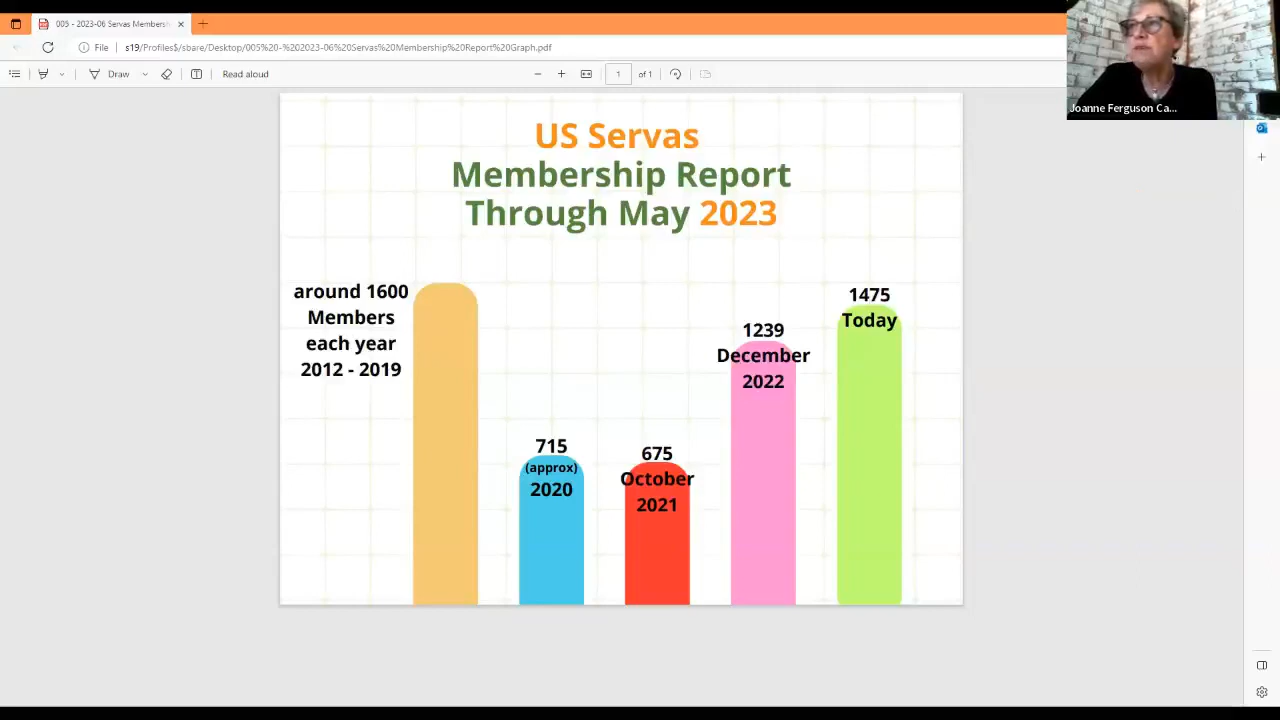 005 - 2023-06 Servas Membersh
File
s19/Profiles$/sbare/Desktop/005%20-%202023-06%20Servas%20Membership%20Report%20Graph.pdf
Draw
Read aloud
1
of 1
Joanne Ferguson Ca...
US Servas
Membership Report
Through May 2023
around 1600
Members
each year
2012 - 2019
715
(approx)
2020
675
October
2021
1239
December
2022
1475
Today